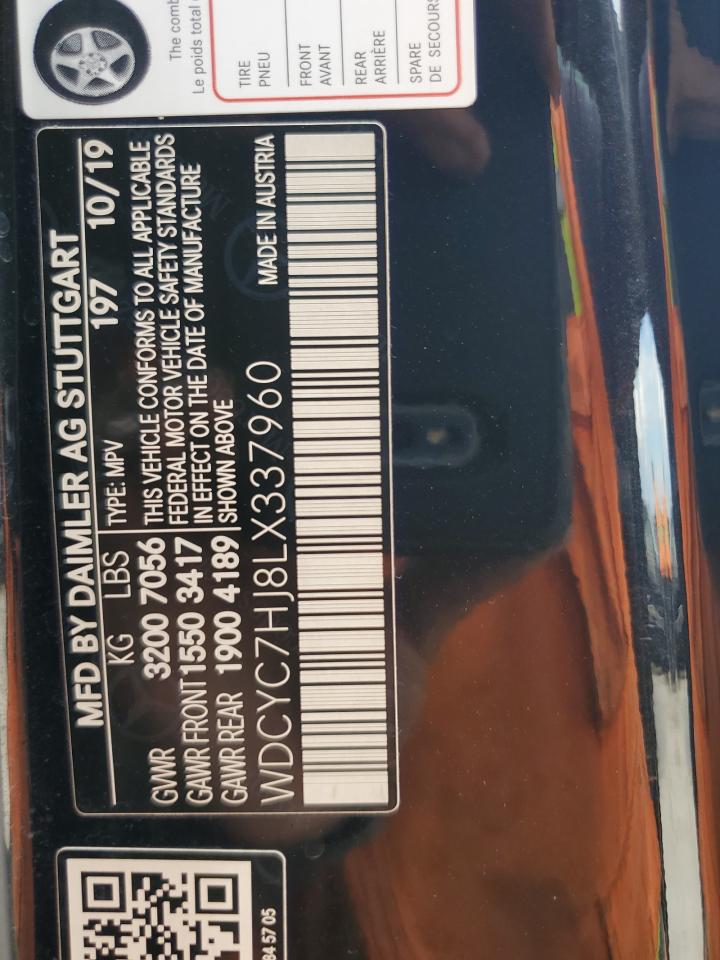 MFD BY DAIMLER AG STUTTGART
KG LBS 197 10/19
TYPE: MPV
GVWR 3200 7056
GAWR FRONT 1550 3417
GAWR REAR 1900 4189
THIS VEHICLE CONFORMS TO ALL APPLICABLE
FEDERAL MOTOR VEHICLE SAFETY STANDARDS
IN EFFECT ON THE DATE OF MANUFACTURE
SHOWN ABOVE
MADE IN AUSTRIA
WDCYC7HJ8LX337960
The comb
Le poids total
TIRE
PNEU
FRONT
AVANT
REAR
ARRIÈRE
SPARE
DE SECOURS
84 57 05